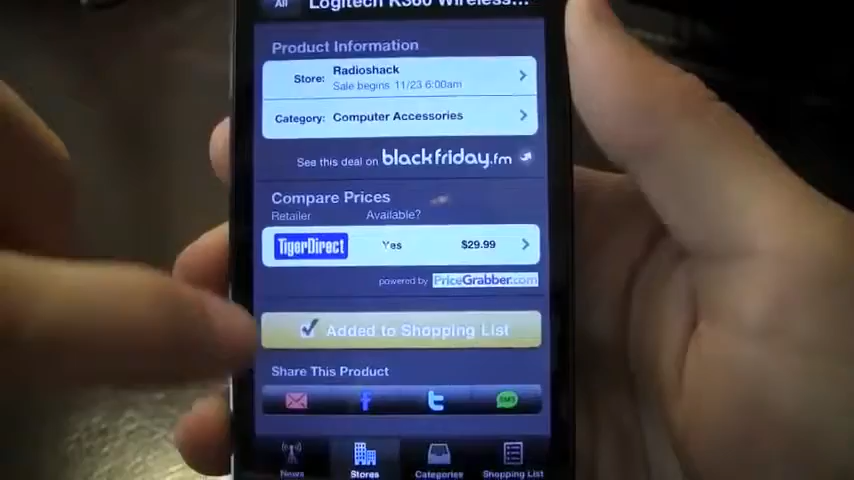 All Logitech K360 Wireless...
Product Information
Store: Radioshack
Sale begins 11/23 6:00am
Category: Computer Accessories
See this deal on blackfriday.fm
Compare Prices
Retailer Available?
TigerDirect Yes $29.99
powered by PriceGrabber.com
Added to Shopping List
Share This Product
f t SMS
News Stores Categories Shopping List